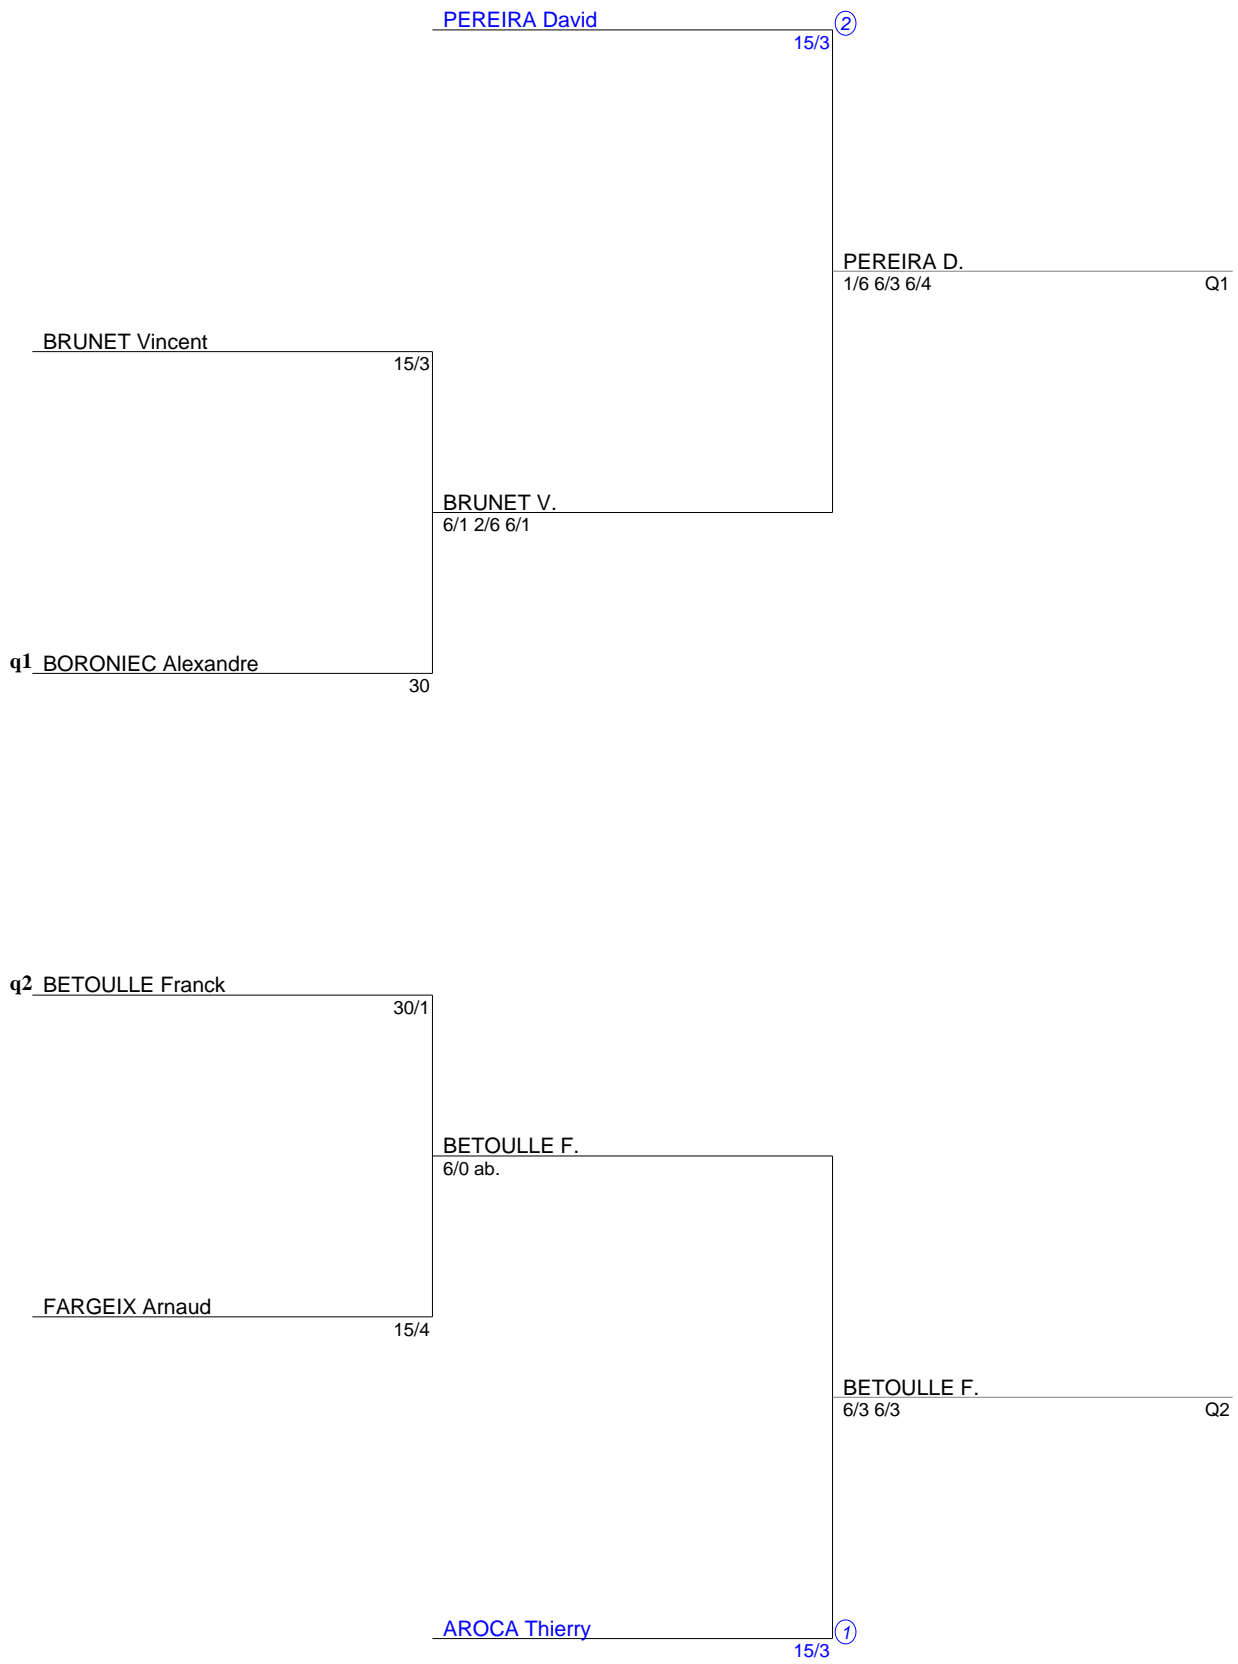 PEREIRA David
2
15/3
PEREIRA D.
1/6 6/3 6/4
Q1
BRUNET Vincent
15/3
BRUNET V.
6/1 2/6 6/1
q1 BORONIEC Alexandre
30
q2 BETOULLE Franck
30/1
BETOULLE F.
6/0 ab.
FARGEIX Arnaud
15/4
BETOULLE F.
6/3 6/3
Q2
AROCA Thierry
1
15/3